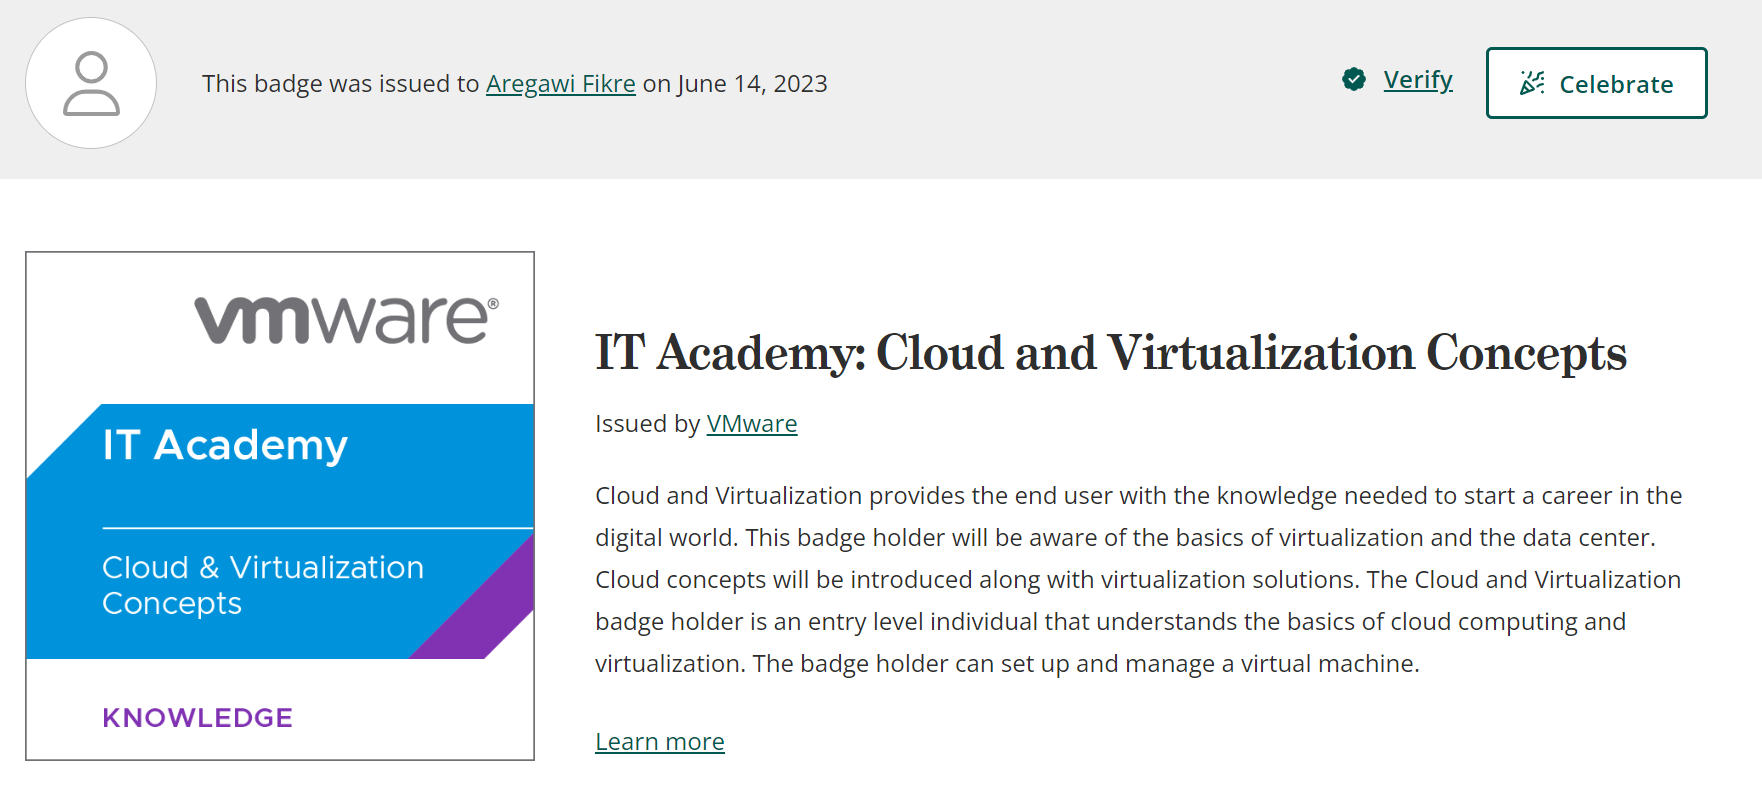 This badge was issued to Aregawi Fikre on June 14, 2023
Verify
Celebrate
vmware®
IT Academy
Cloud & Virtualization
Concepts
KNOWLEDGE
IT Academy: Cloud and Virtualization Concepts
Issued by VMware
Cloud and Virtualization provides the end user with the knowledge needed to start a career in the
digital world. This badge holder will be aware of the basics of virtualization and the data center.
Cloud concepts will be introduced along with virtualization solutions. The Cloud and Virtualization
badge holder is an entry level individual that understands the basics of cloud computing and
virtualization. The badge holder can set up and manage a virtual machine.
Learn more